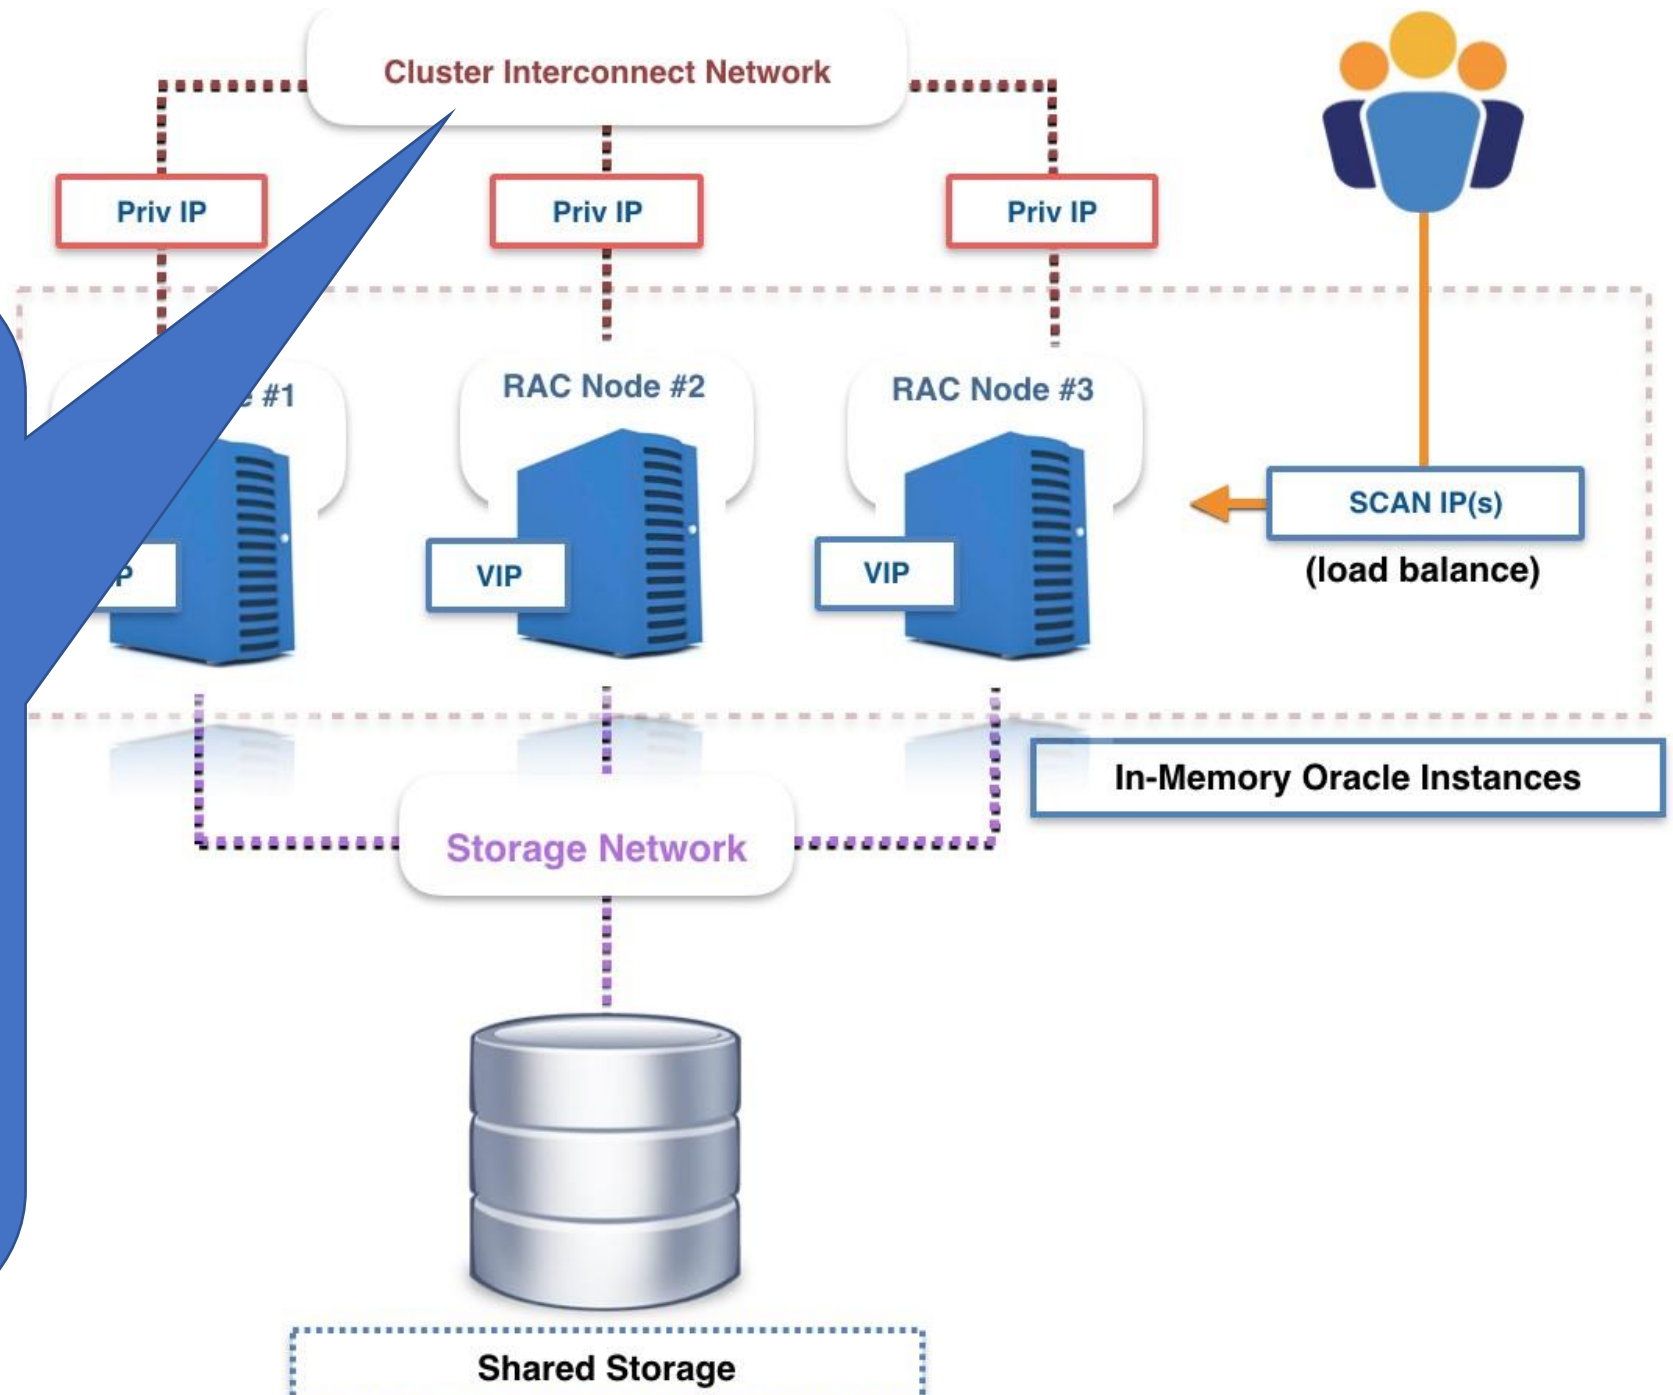 Cluster Interconnect Network
Priv IP
Priv IP
Priv IP
#1
RAC Node #2
RAC Node #3
VIP
VIP
SCAN IP(s)
(load balance)
In-Memory Oracle Instances
Storage Network
Shared Storage